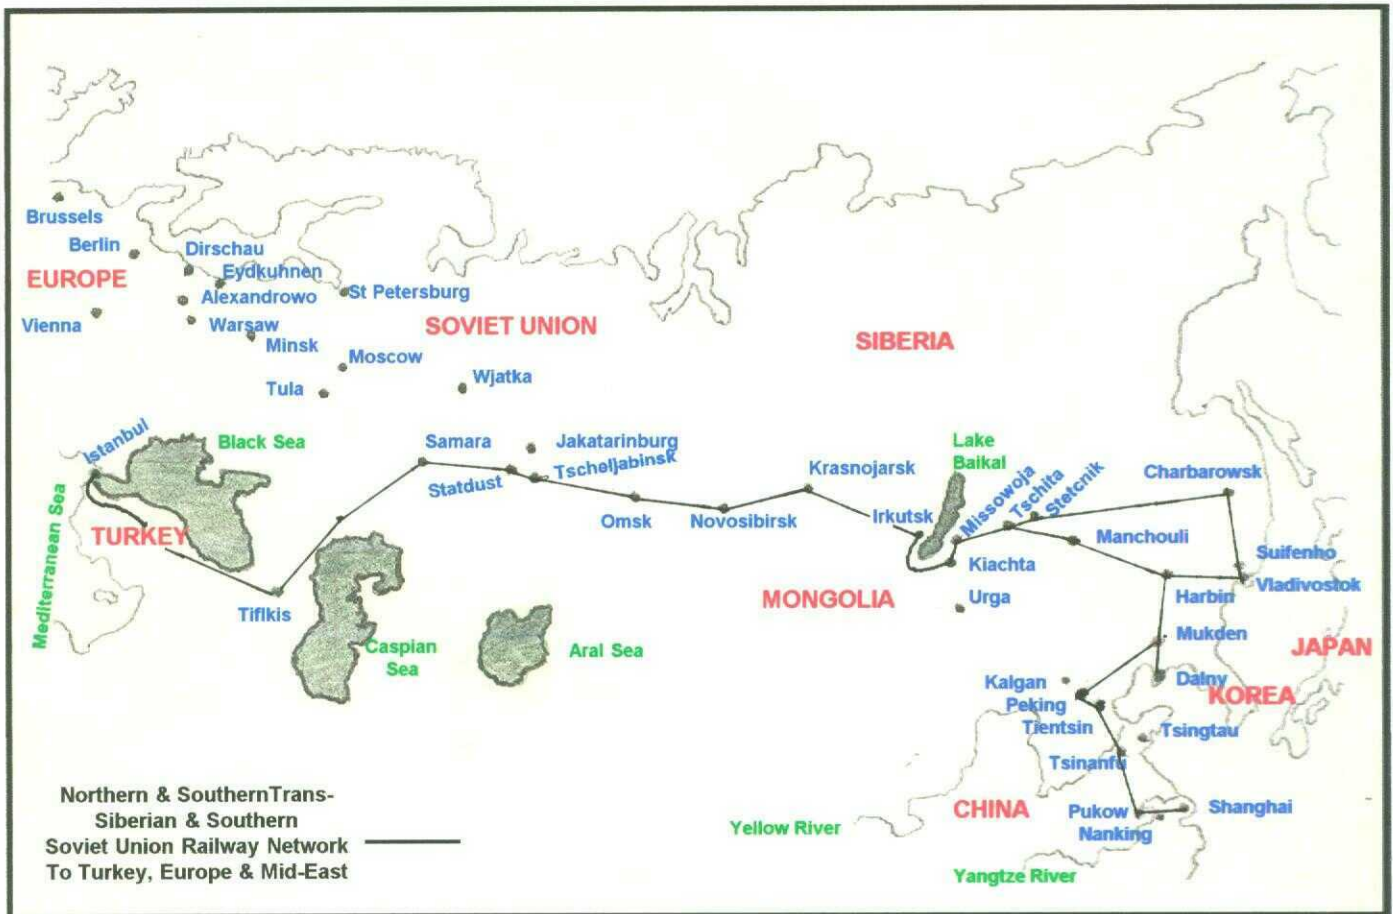 Brussels
Berlin
Dirschau
EUROPE
Eydkuhnen
Alexandrowo
St Petersburg
Vienna
Warsaw
SOVIET UNION
Minsk
SIBERIA
Moscow
Tula
Wjatka
Istanbul
Black Sea
Samara
Jakatarinburg
Lake
Baikal
Tscheljabinsk
Krasnojarsk
Charbarowsk
Statdust
Missowoja
Tschita
Stetcnik
Mediterranean Sea
TURKEY
Omsk
Novosibirsk
Irkutsk
Manchouli
Suifenho
Kiachta
Vladivostok
MONGOLIA
Urga
Harbin
Tiflkis
Mukden
Caspian
Sea
Aral Sea
JAPAN
Kalgan
Dalny
KOREA
Peking
Tientsin
Tsingtau
Tsinanfu
Northern & SouthernTrans-
Siberian & Southern
Soviet Union Railway Network
To Turkey, Europe & Mid-East
CHINA
Pukow
Shanghai
Yellow River
Nanking
Yangtze River